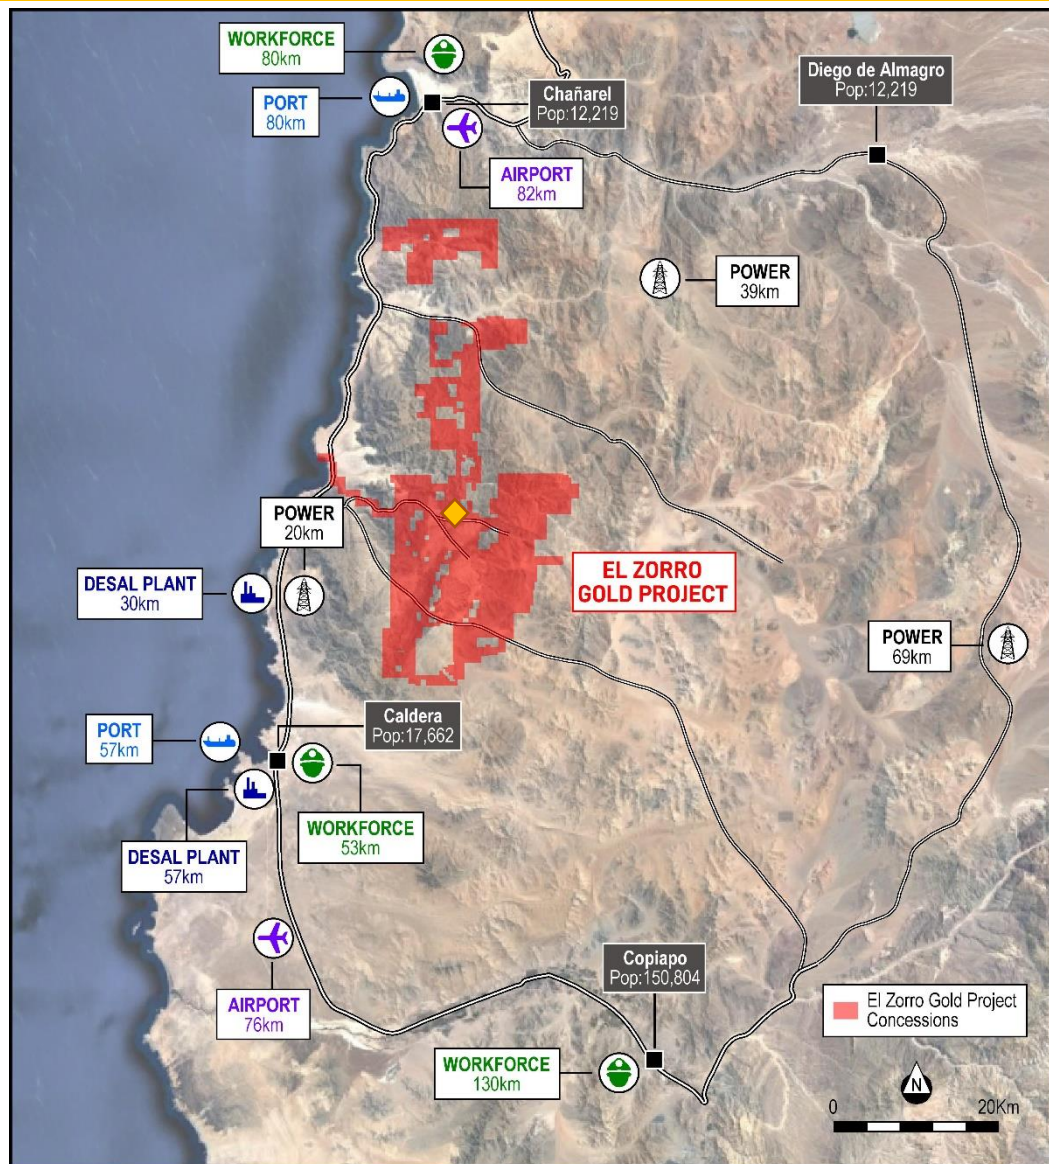 WORKFORCE
80km
PORT
80km
Chañarel
Pop:12,219
Diego de Almagro
Pop:12,219
AIRPORT
82km
POWER
39km
POWER
20km
DESAL PLANT
30km
EL ZORRO
GOLD PROJECT
POWER
69km
Caldera
Pop:17,662
PORT
57km
WORKFORCE
53km
DESAL PLANT
57km
AIRPORT
76km
Copiapo
Pop:150,804
WORKFORCE
130km
El Zorro Gold Project
Concessions
N
0 20Km